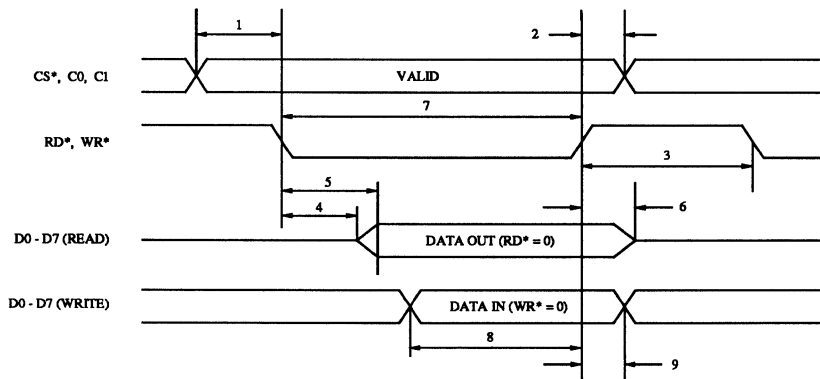 1
2
CS*, C0, C1
VALID
7
RD*, WR*
3
5
4
6
D0 - D7 (READ)
DATA OUT (RD* = 0)
D0 - D7 (WRITE)
DATA IN (WR* = 0)
8
9